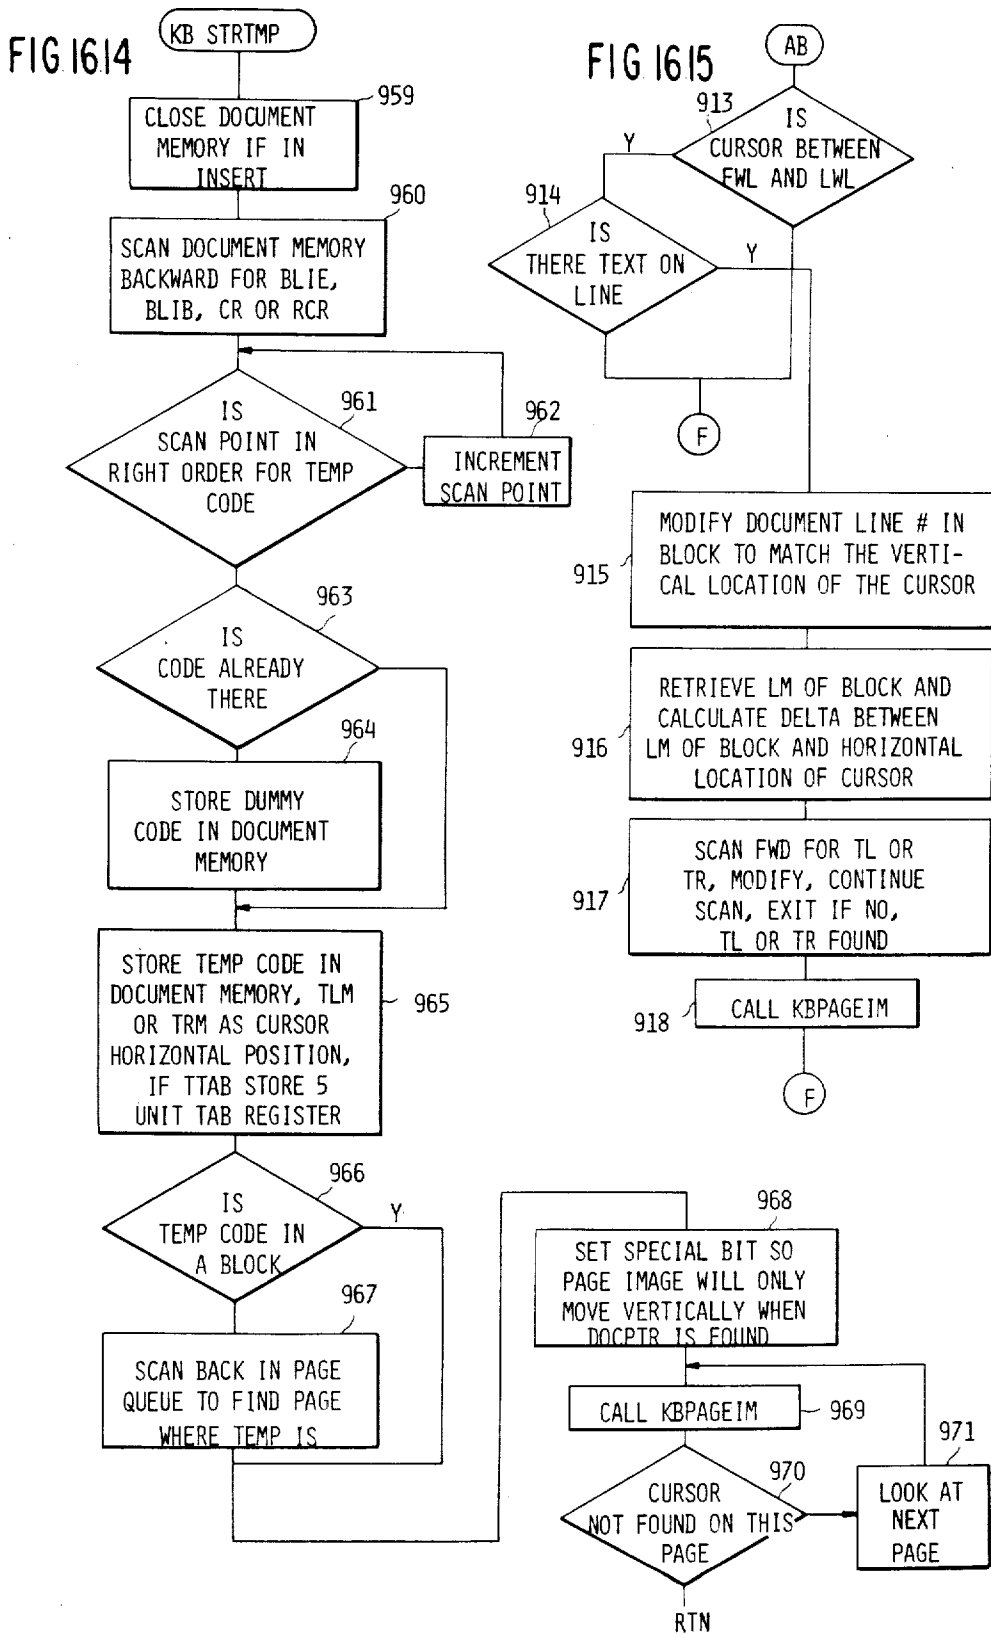 FIG 16.14
KB STRTMP
959
CLOSE DOCUMENT
MEMORY IF IN
INSERT
960
SCAN DOCUMENT MEMORY
BACKWARD FOR BLIE,
BLIB, CR OR RCR
961
IS
SCAN POINT IN
RIGHT ORDER FOR TEMP
CODE
962
INCREMENT
SCAN POINT
963
IS
CODE ALREADY
THERE
964
STORE DUMMY
CODE IN DOCUMENT
MEMORY
STORE TEMP CODE IN
DOCUMENT MEMORY, TLM
OR TRM AS CURSOR
HORIZONTAL POSITION,
IF TTAB STORE 5
UNIT TAB REGISTER
965
966
IS
TEMP CODE IN
A BLOCK
Y
967
SCAN BACK IN PAGE
QUEUE TO FIND PAGE
WHERE TEMP IS
968
SET SPECIAL BIT SO
PAGE IMAGE WILL ONLY
MOVE VERTICALLY WHEN
DOCPTR IS FOUND
CALL KBPAGEIM
969
970
CURSOR
NOT FOUND ON THIS
PAGE
971
LOOK AT
NEXT
PAGE
RTN
FIG 16.15
AB
913
IS
CURSOR BETWEEN
FWL AND LWL
Y
914
IS
THERE TEXT ON
LINE
Y
F
915
MODIFY DOCUMENT LINE # IN
BLOCK TO MATCH THE VERTI-
CAL LOCATION OF THE CURSOR
916
RETRIEVE LM OF BLOCK AND
CALCULATE DELTA BETWEEN
LM OF BLOCK AND HORIZONTAL
LOCATION OF CURSOR
917
SCAN FWD FOR TL OR
TR, MODIFY, CONTINUE
SCAN, EXIT IF NO,
TL OR TR FOUND
918
CALL KBPAGEIM
F